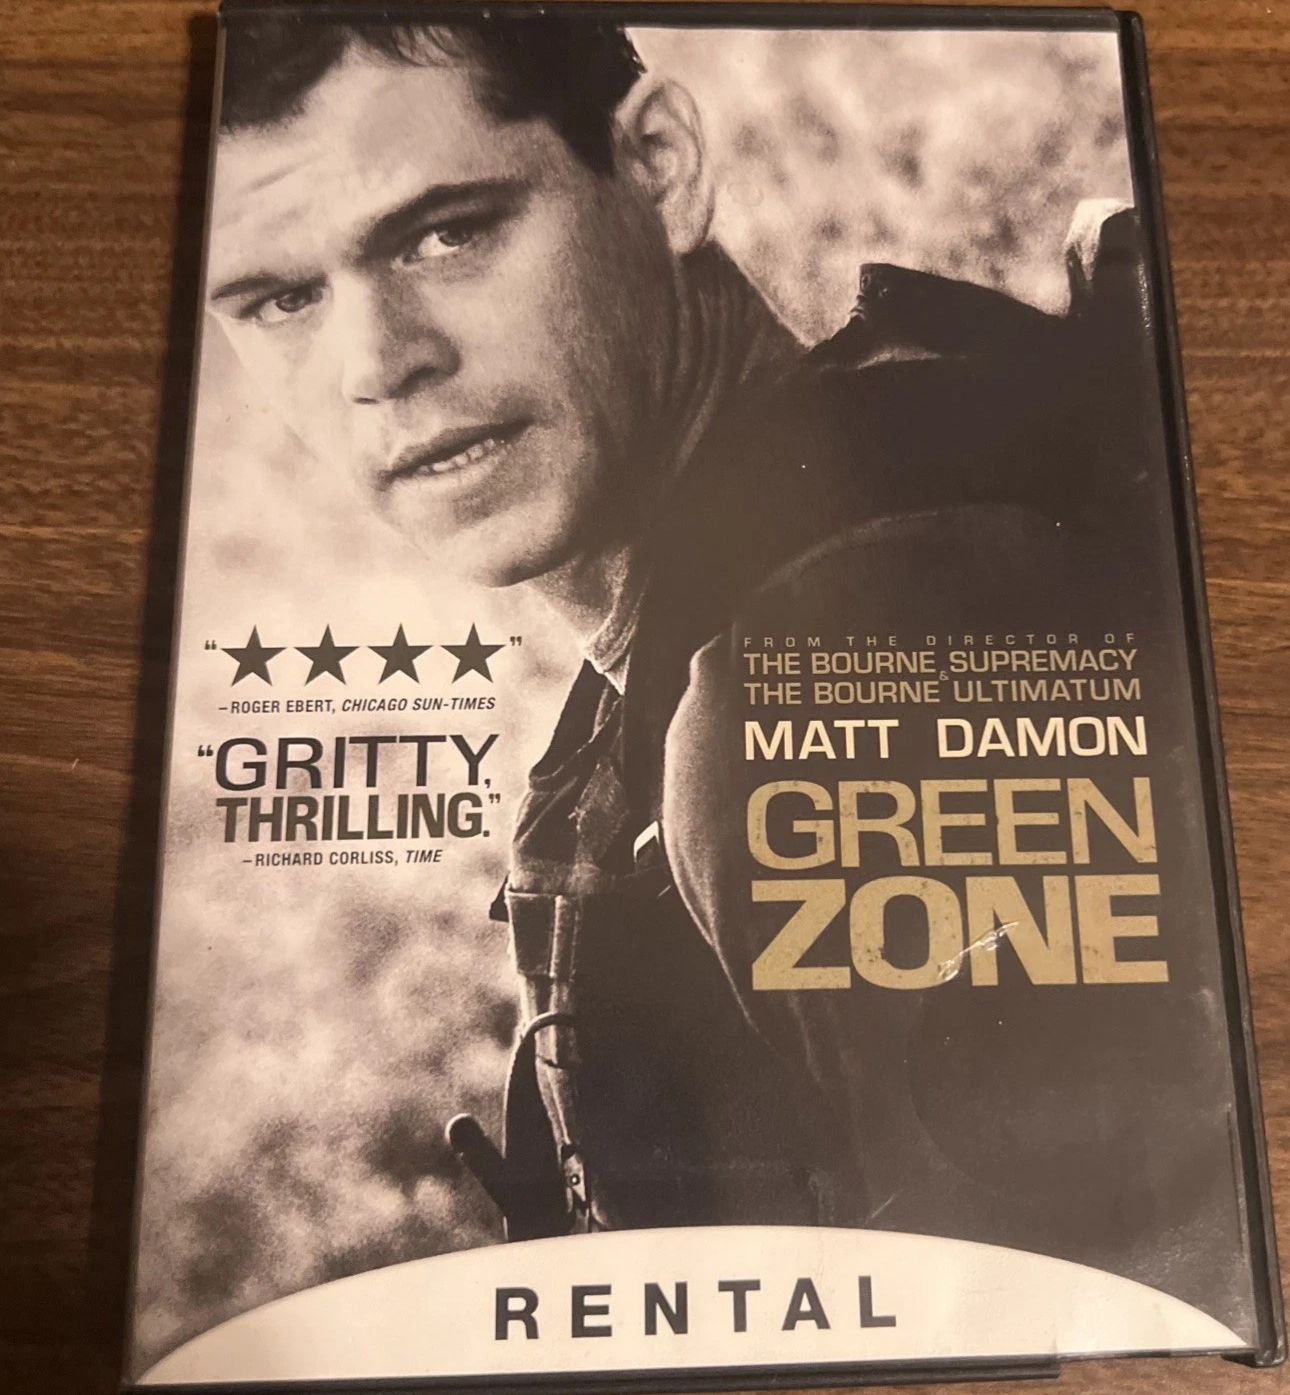 “★★★★”
–ROGER EBERT, CHICAGO SUN-TIMES
“GRITTY,
THRILLING.”
–RICHARD CORLISS, TIME
FROM THE DIRECTOR OF
THE BOURNE SUPREMACY
&
THE BOURNE ULTIMATUM
MATT DAMON
GREEN
ZONE
RENTAL